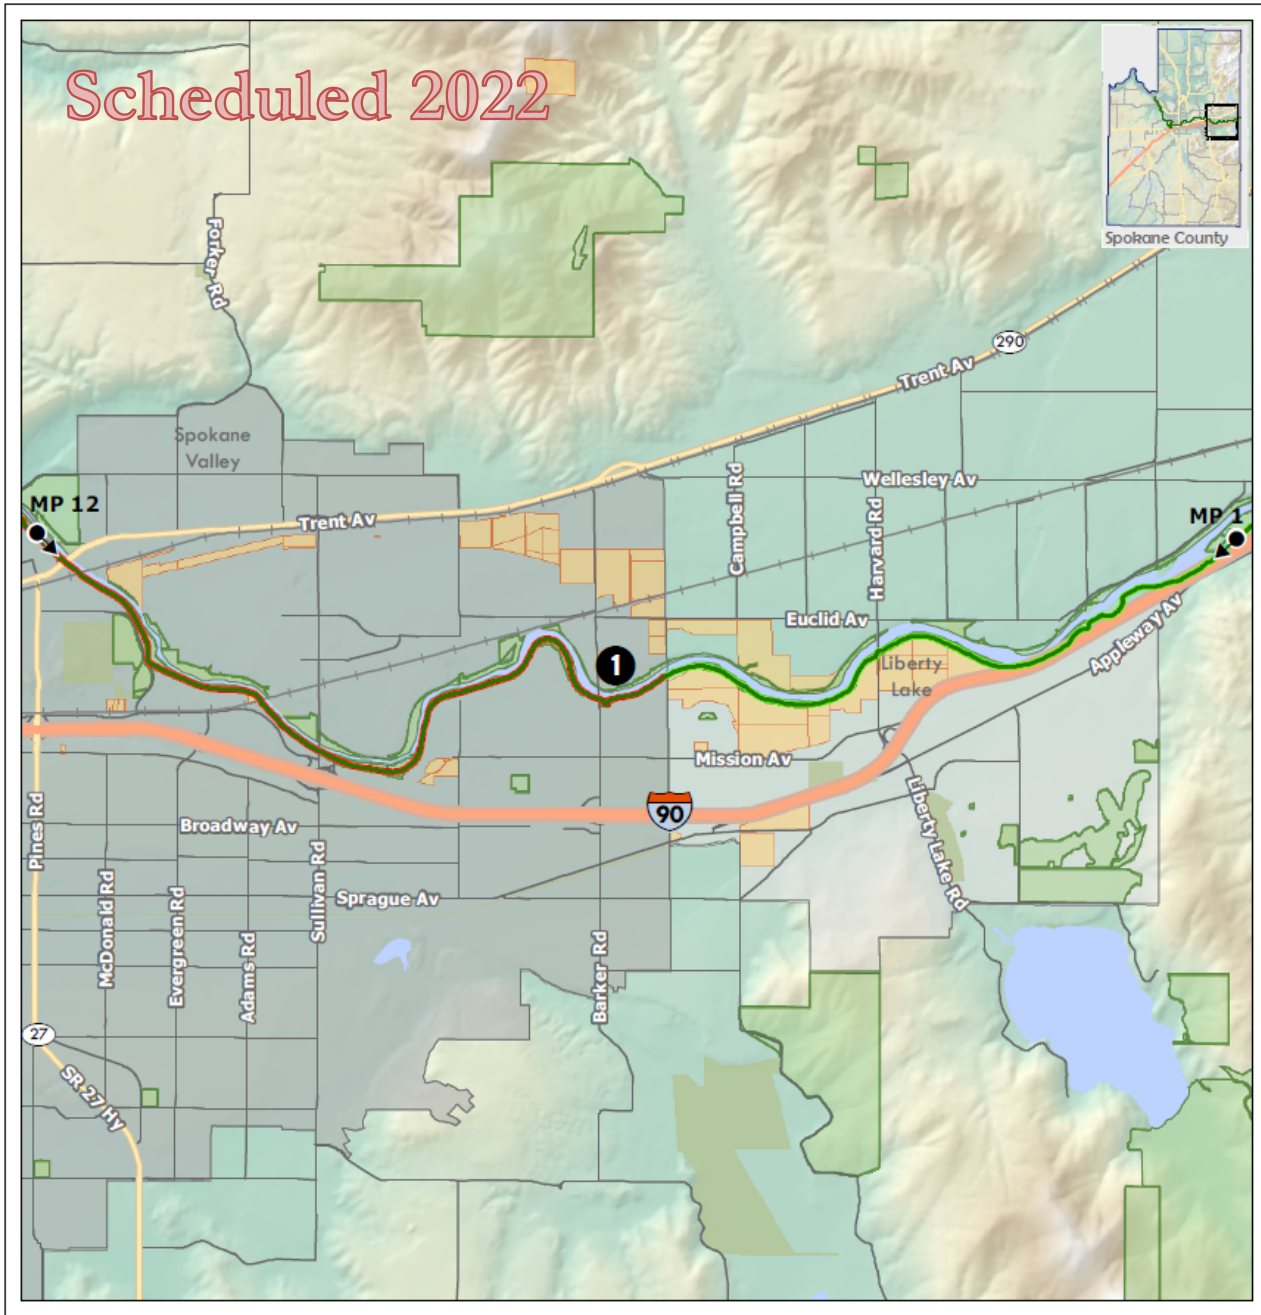 Scheduled 2022
Spokane County
Forker Rd
290
Trent Av
Spokane
Valley
Wellesley Av
Campbell Rd
Harvard Rd
MP 12
MP 1
Trent Av
Euclid Av
Appleway Av
1
Liberty
Lake
Mission Av
90
Pines Rd
Broadway Av
Liberty Lake Rd
Sullivan Rd
Sprague Av
McDonald Rd
Evergreen Rd
Adams Rd
Barker Rd
27
SR 27 Hy